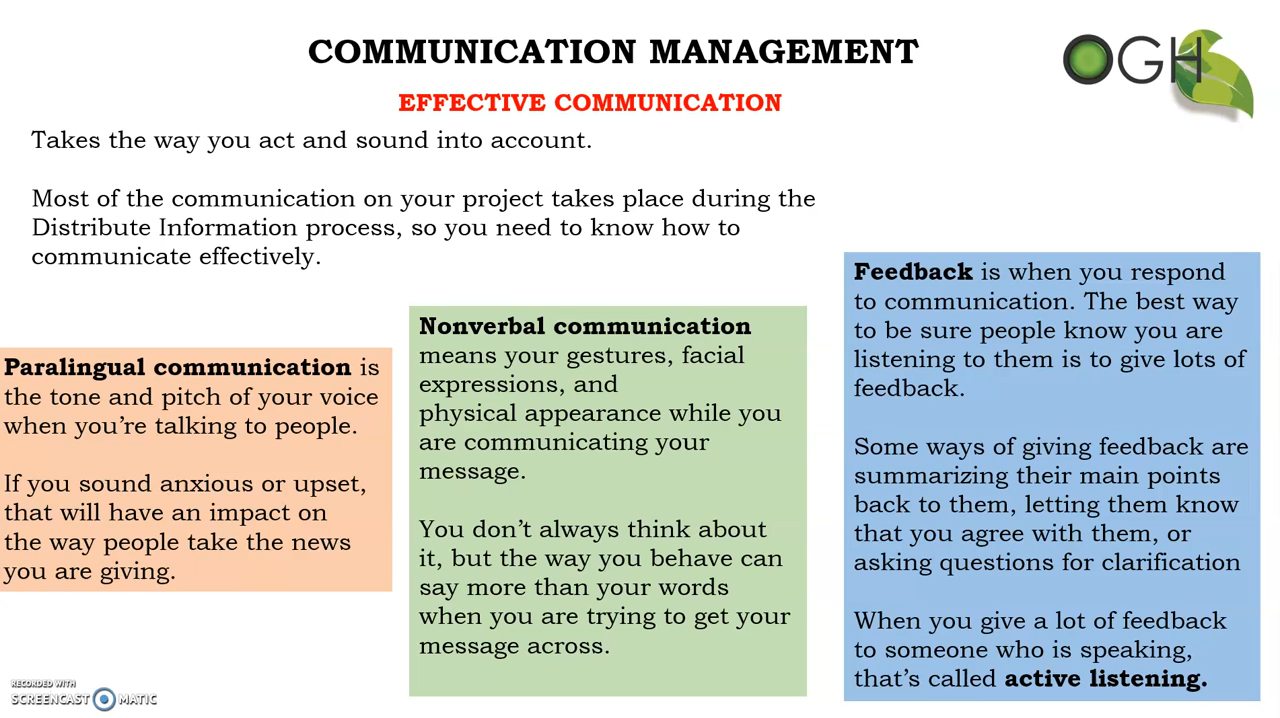 COMMUNICATION MANAGEMENT
OGH
EFFECTIVE COMMUNICATION
Takes the way you act and sound into account.
Most of the communication on your project takes place during the
Distribute Information process, so you need to know how to
communicate effectively.
Paralingual communication is
the tone and pitch of your voice
when you’re talking to people.
If you sound anxious or upset,
that will have an impact on
the way people take the news
you are giving.
Nonverbal communication
means your gestures, facial
expressions, and
physical appearance while you
are communicating your
message.
You don’t always think about
it, but the way you behave can
say more than your words
when you are trying to get your
message across.
Feedback is when you respond
to communication. The best way
to be sure people know you are
listening to them is to give lots of
feedback.
Some ways of giving feedback are
summarizing their main points
back to them, letting them know
that you agree with them, or
asking questions for clarification
When you give a lot of feedback
to someone who is speaking,
that’s called active listening.
RECORDED WITH
SCREENCAST MATIC